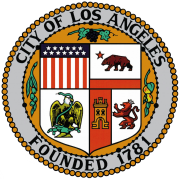 CITY OF LOS ANGELES
FOUNDED 1781